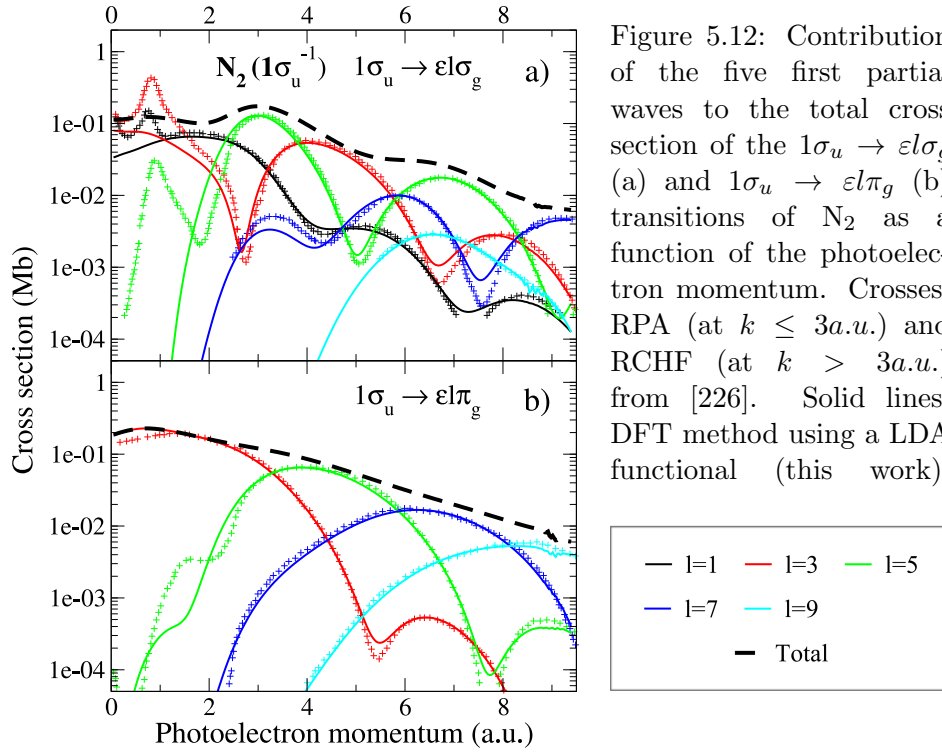 0 2 4 6 8
N₂ (1σᵤ⁻¹) 1σᵤ → εlσ_g a)
1
1e-01
1e-02
1e-03
1e-04
1σᵤ → εlπ_g b)
1
1e-01
1e-02
1e-03
1e-04
0 2 4 6 8
Cross section (Mb)
Photoelectron momentum (a.u.)
Figure 5.12: Contribution
of the five first partia
waves to the total cross
section of the 1σᵤ → εlσ_g
(a) and 1σᵤ → εlπ_g (b)
transitions of N₂ as a
function of the photoelec-
tron momentum. Crosses
RPA (at k ≤ 3a.u.) and
RCHF (at k > 3a.u.)
from [226]. Solid lines
DFT method using a LDA
functional (this work)
l=1 l=3 l=5
l=7 l=9
Total